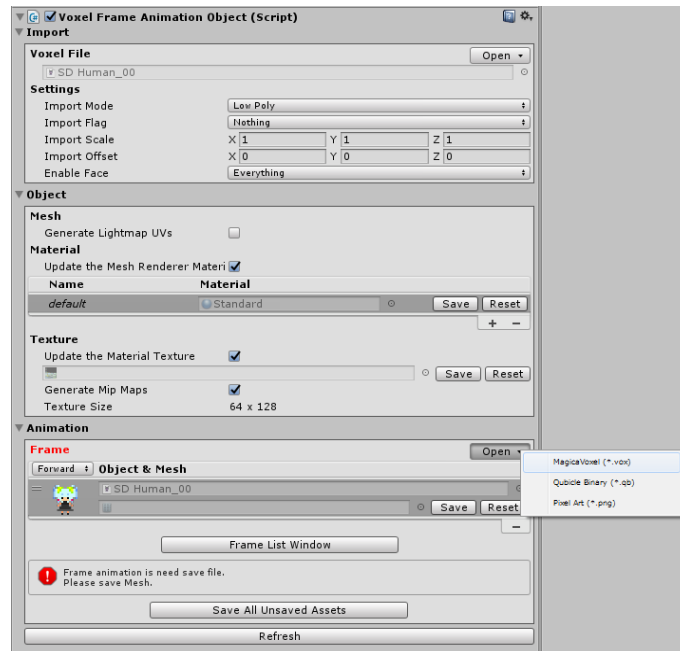 Voxel Frame Animation Object (Script)
Import
Voxel File
Open
SD Human_00
Settings
Import Mode Low Poly
Import Flag Nothing
Import Scale X 1 Y 1 Z 1
Import Offset X 0 Y 0 Z 0
Enable Face Everything
Object
Mesh
Generate Lightmap UVs
Material
Update the Mesh Renderer Materi
Name Material
default Standard Save Reset
+ −
Texture
Update the Material Texture
Save Reset
Generate Mip Maps
Texture Size 64 x 128
Animation
Frame Open
Forward Object & Mesh
SD Human_00
Save Reset
−
MagicaVoxel (*.vox)
Qubicle Binary (*.qb)
Pixel Art (*.png)
Frame List Window
Frame animation is need save file.
Please save Mesh.
Save All Unsaved Assets
Refresh